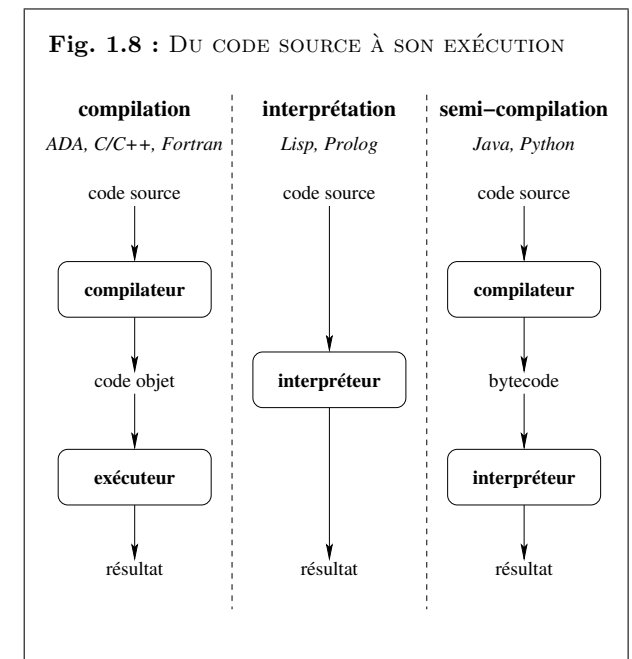 Fig. 1.8 : Du code source à son exécution
compilation
ADA, C/C++, Fortran
code source
compilateur
code objet
exécuteur
résultat
interprétation
Lisp, Prolog
code source
interpréteur
résultat
semi-compilation
Java, Python
code source
compilateur
bytecode
interpréteur
résultat